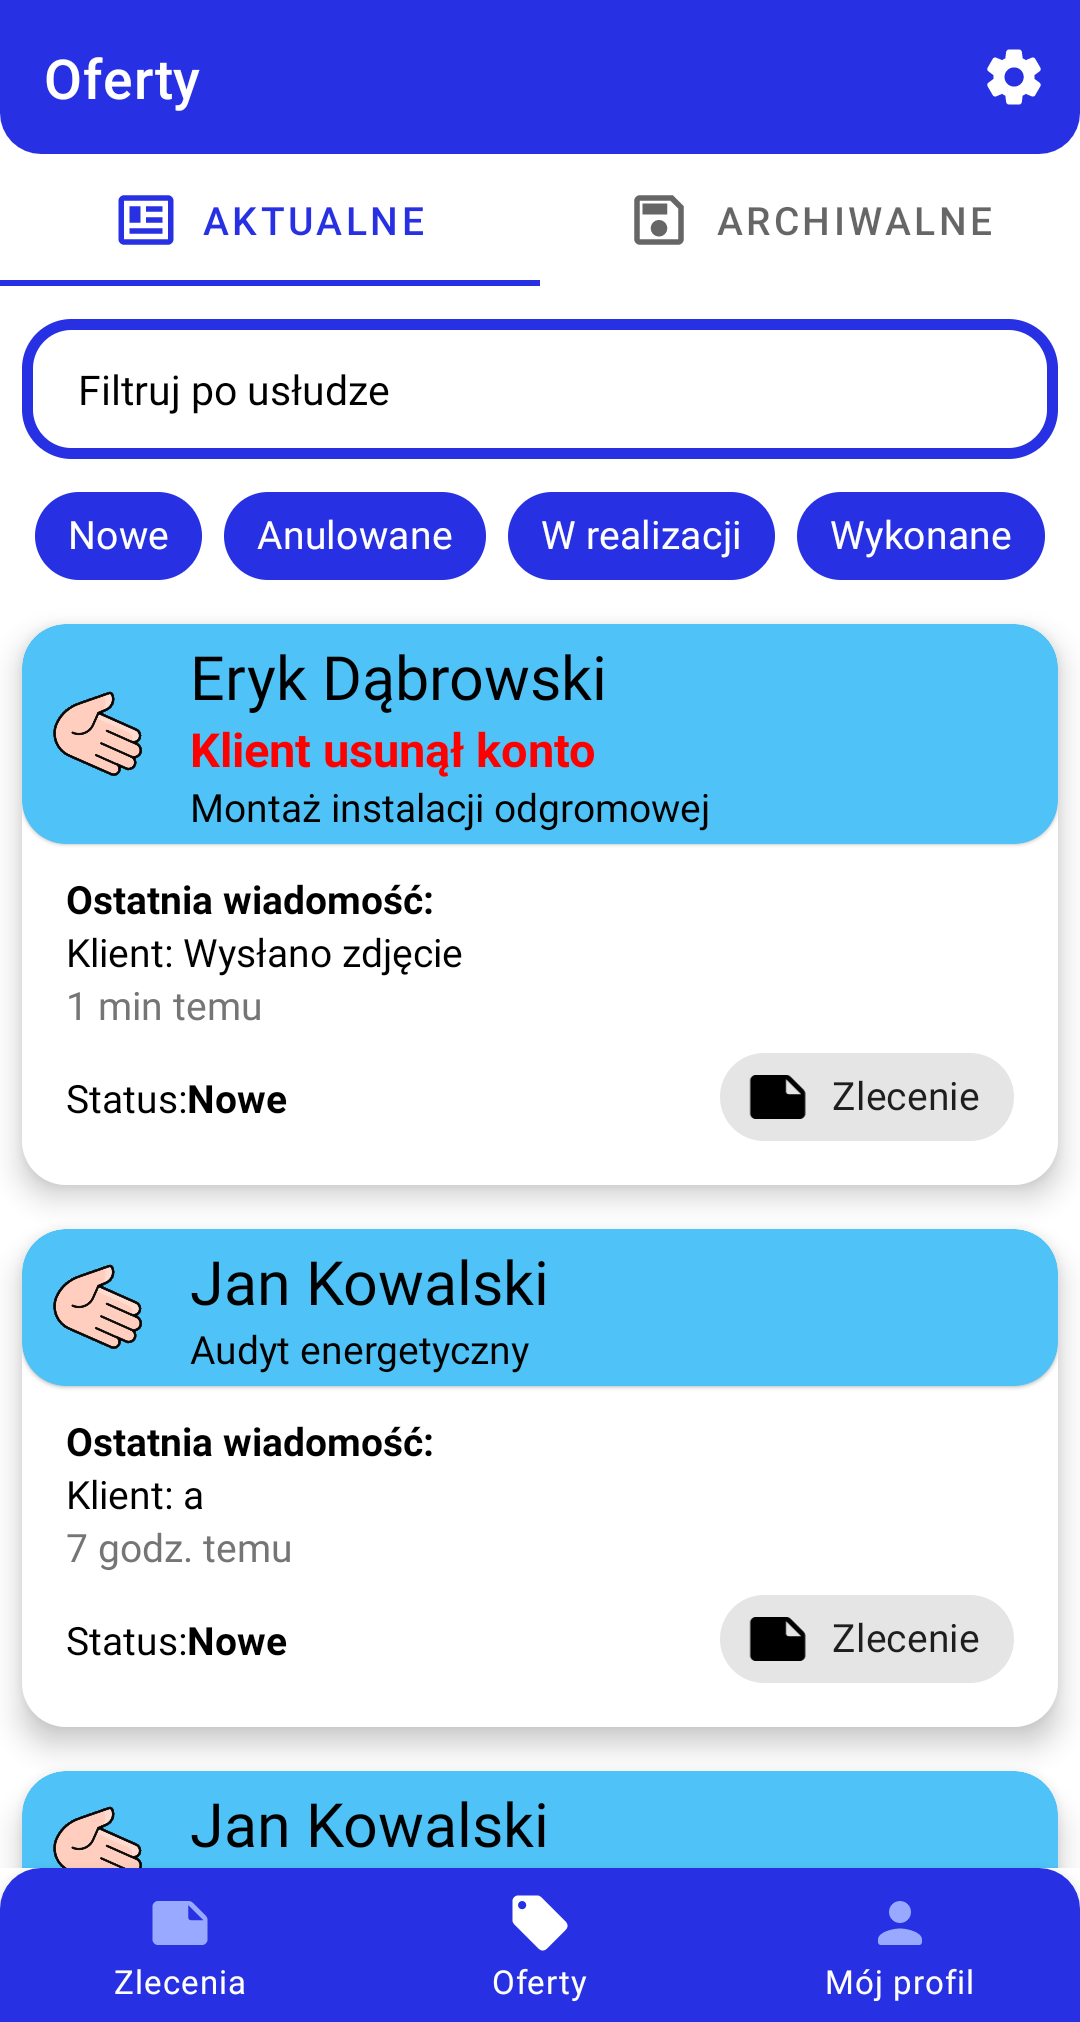 Oferty
AKTUALNE
ARCHIWALNE
Filtruj po usłudze
Nowe
Anulowane
W realizacji
Wykonane
Eryk Dąbrowski
Klient usunął konto
Montaż instalacji odgromowej
Ostatnia wiadomość:
Klient: Wysłano zdjęcie
1 min temu
Status:Nowe
Zlecenie
Jan Kowalski
Audyt energetyczny
Ostatnia wiadomość:
Klient: a
7 godz. temu
Status:Nowe
Zlecenie
Jan Kowalski
Zlecenia
Oferty
Mój profil